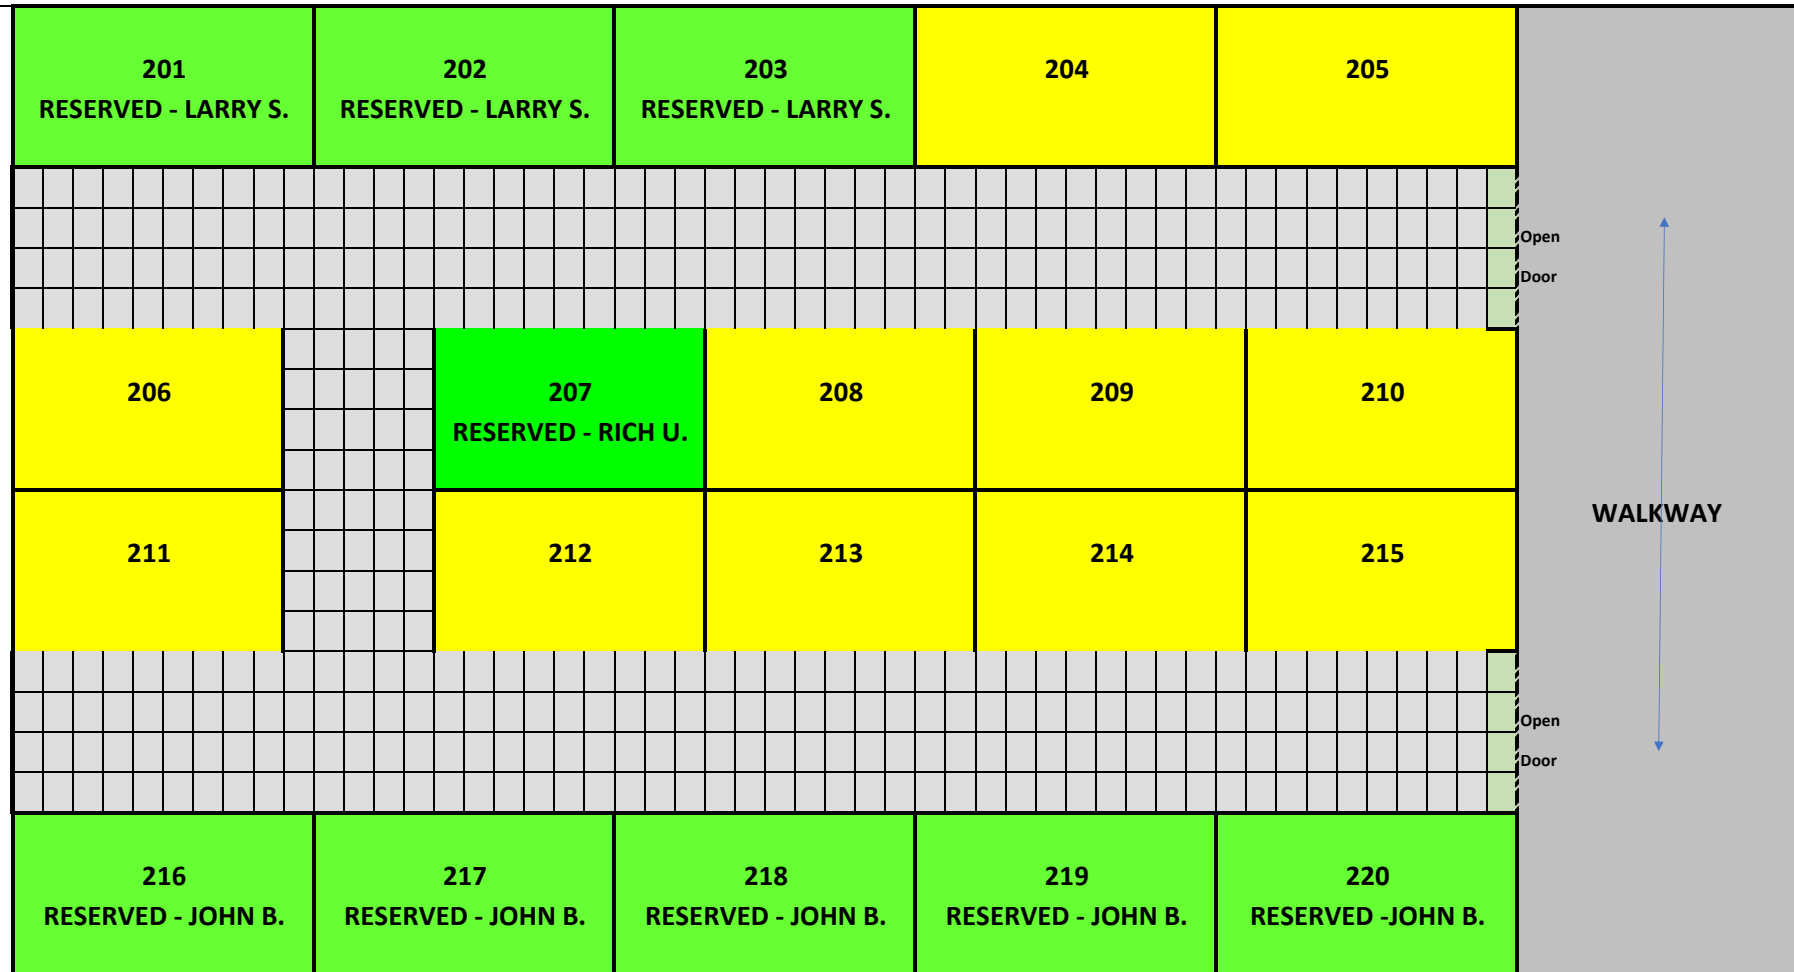 201
RESERVED - LARRY S.
202
RESERVED - LARRY S.
203
RESERVED - LARRY S.
204
205
Open
Door
206
207
RESERVED - RICH U.
208
209
210
WALKWAY
211
212
213
214
215
Open
Door
216
RESERVED - JOHN B.
217
RESERVED - JOHN B.
218
RESERVED - JOHN B.
219
RESERVED - JOHN B.
220
RESERVED -JOHN B.